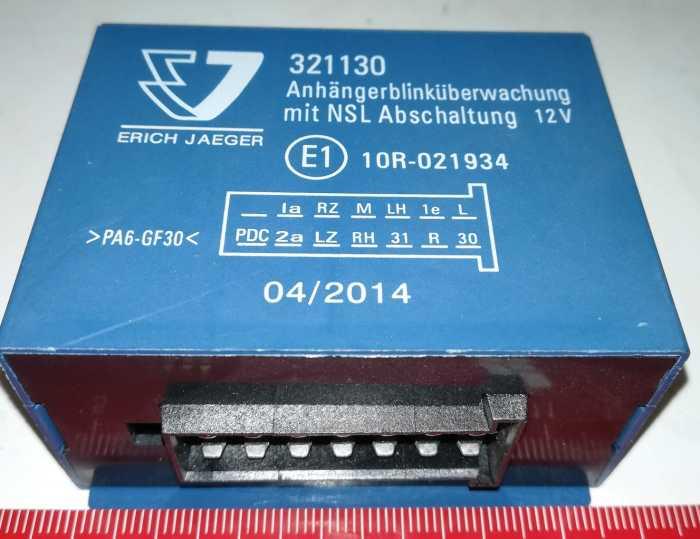 321130
Anhängerblinküberwachung
mit NSL Abschaltung 12V
ERICH JAEGER
E1 10R-021934
— 1a RZ M LH 1e L
>PA6-GF30<
PDC 2a LZ RH 31 R 30
04/2014